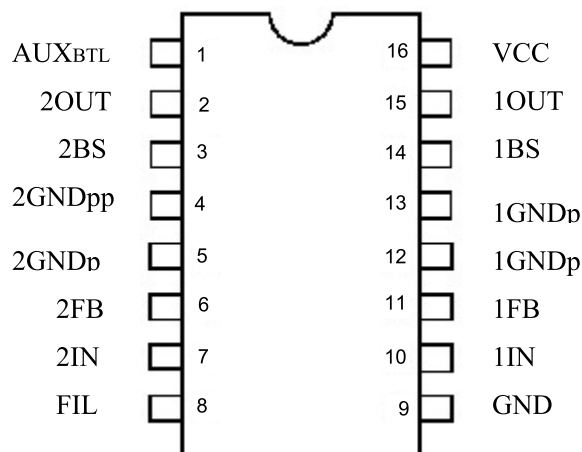 AUXBTL 1 16 VCC
2OUT 2 15 1OUT
2BS 3 14 1BS
2GNDpp 4 13 1GNDp
2GNDp 5 12 1GNDp
2FB 6 11 1FB
2IN 7 10 1IN
FIL 8 9 GND